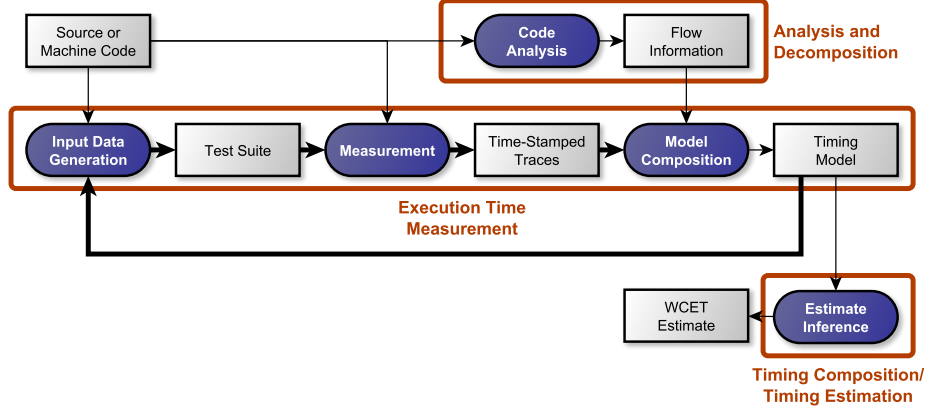 Source or
Machine Code
Code
Analysis
Flow
Information
Analysis and
Decomposition
Input Data
Generation
Test Suite
Measurement
Time-Stamped
Traces
Model
Composition
Timing
Model
Execution Time
Measurement
WCET
Estimate
Estimate
Inference
Timing Composition/
Timing Estimation